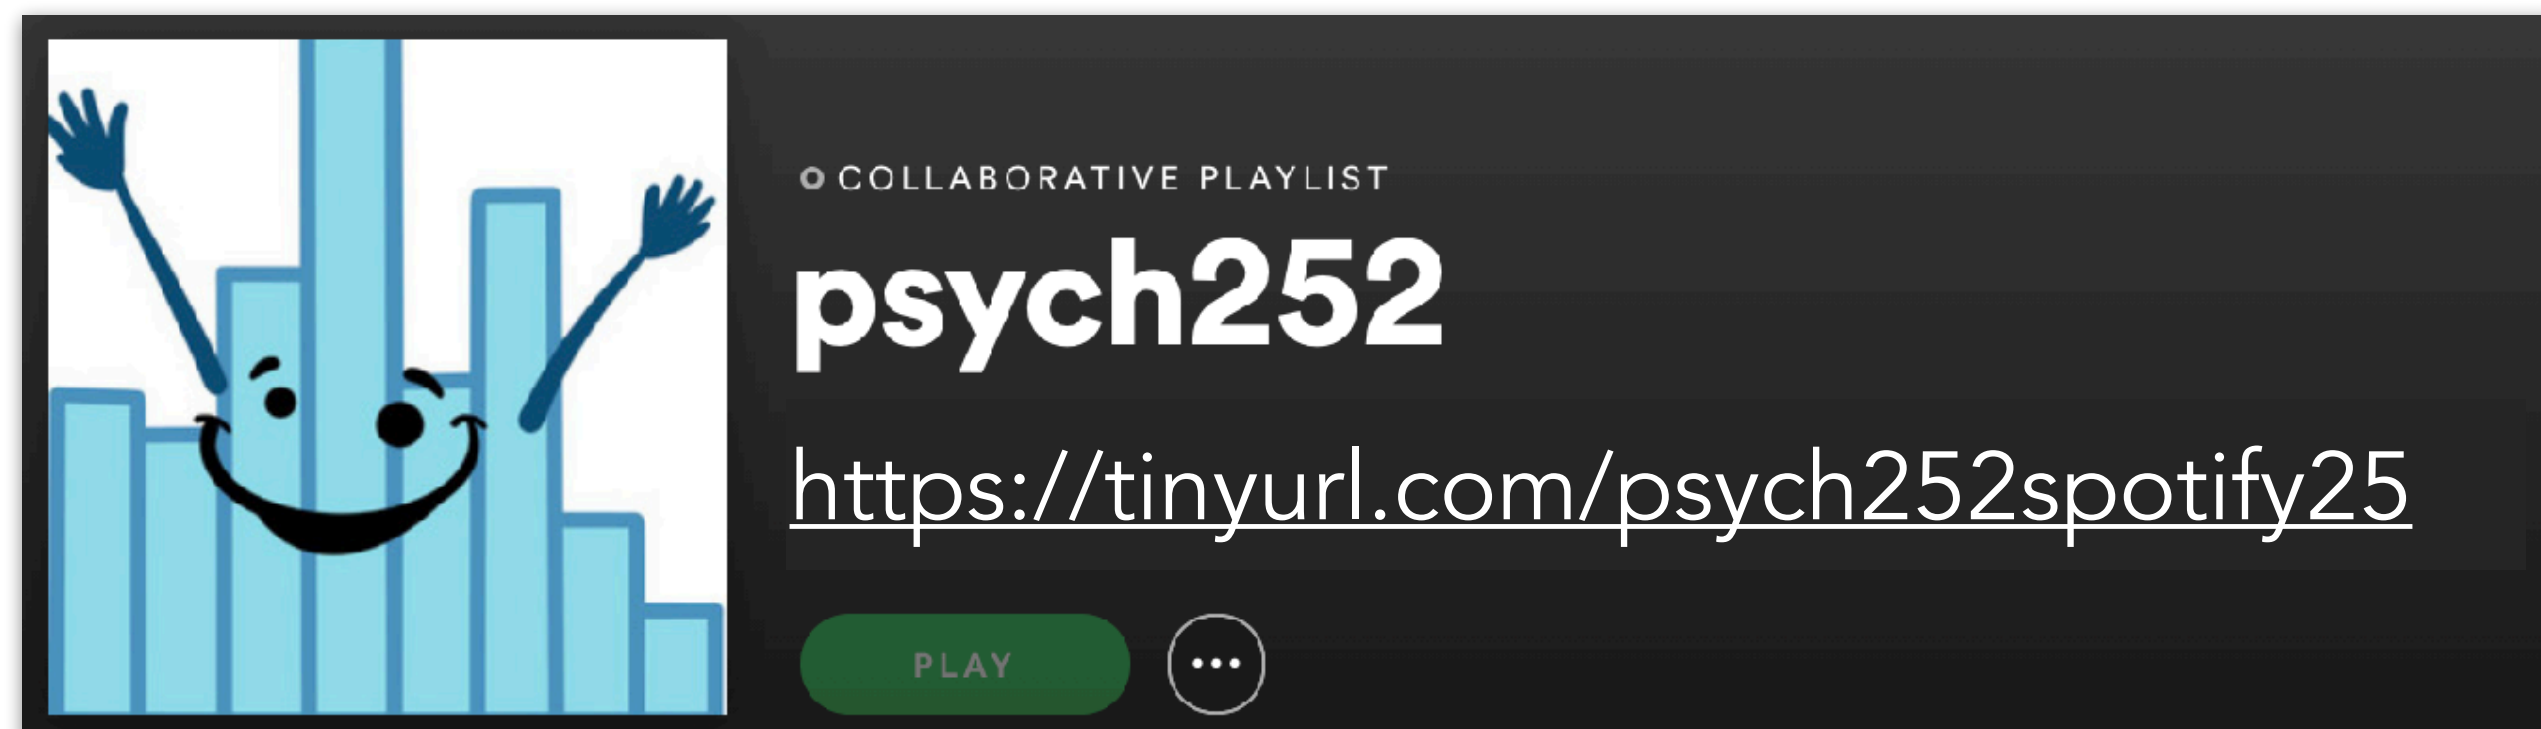 COLLABORATIVE PLAYLIST
psych252
https://tinyurl.com/psych252spotify25
PLAY